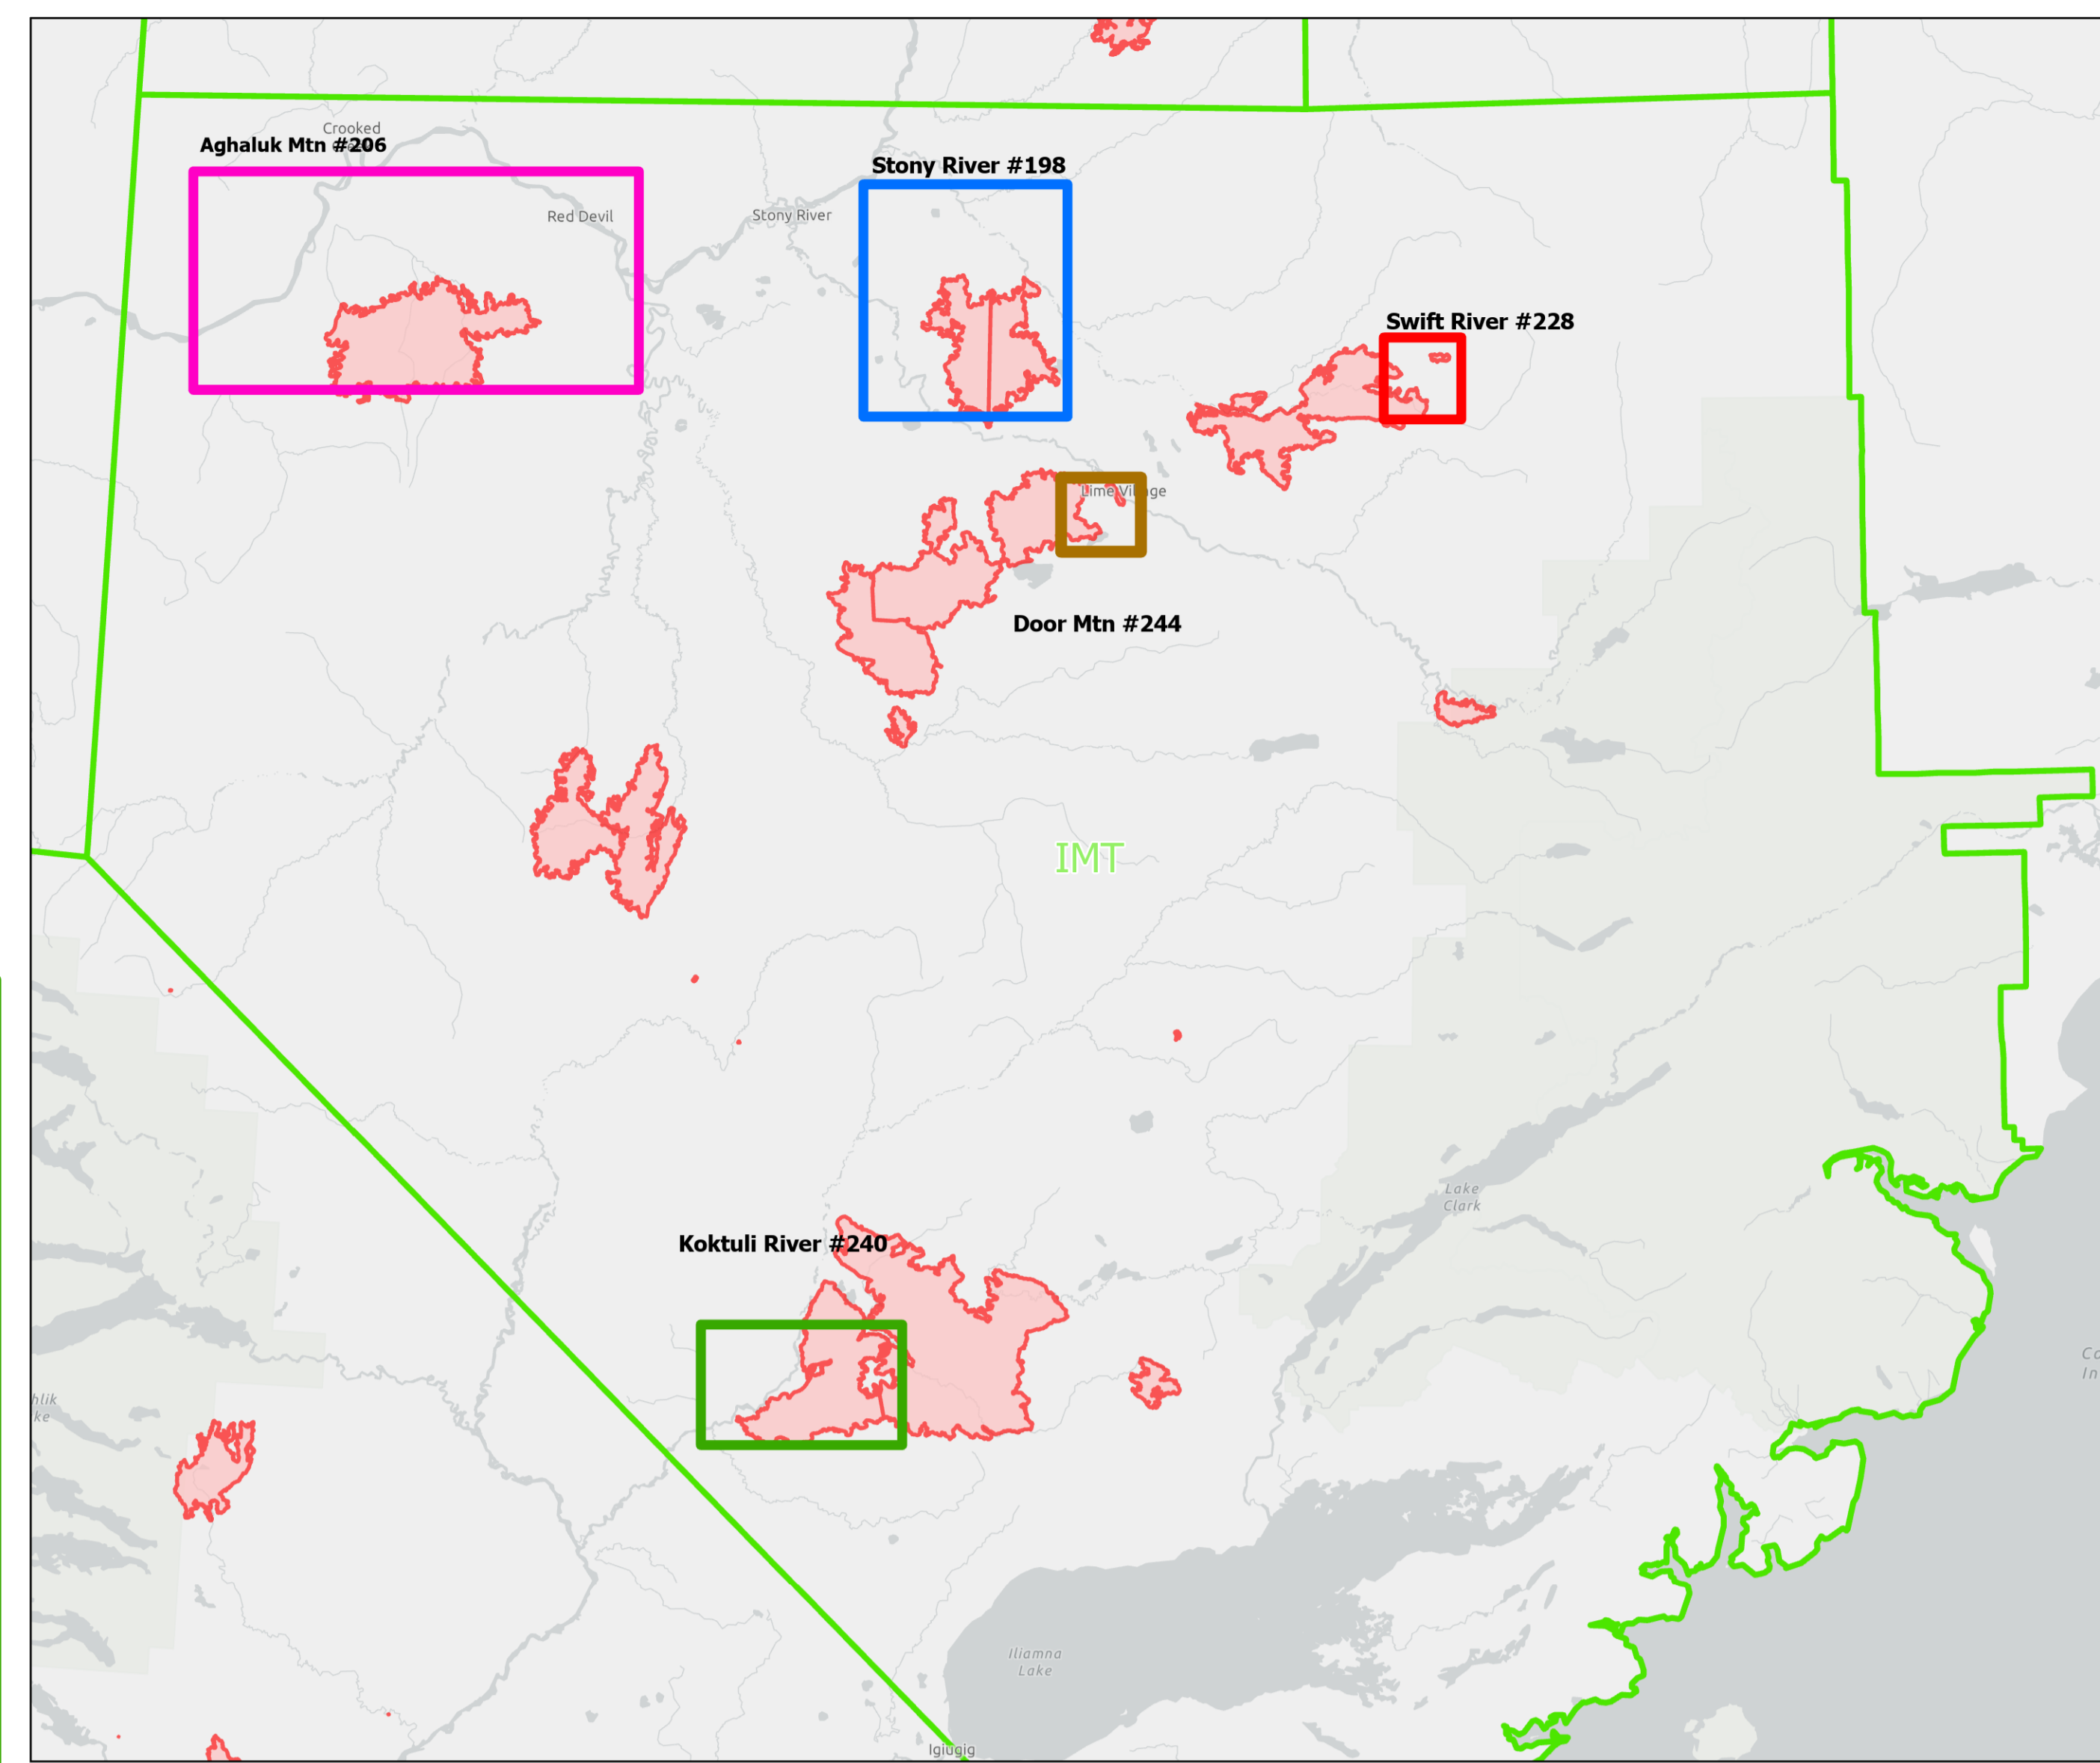 Crooked
Aghaluk Mtn #206
Stony River #198
Red Devil
Stony River
Swift River #228
Lime Village
Door Mtn #244
IMT
Lake
Clark
Koktuli River #240
Iliamna
Lake
Igiugig